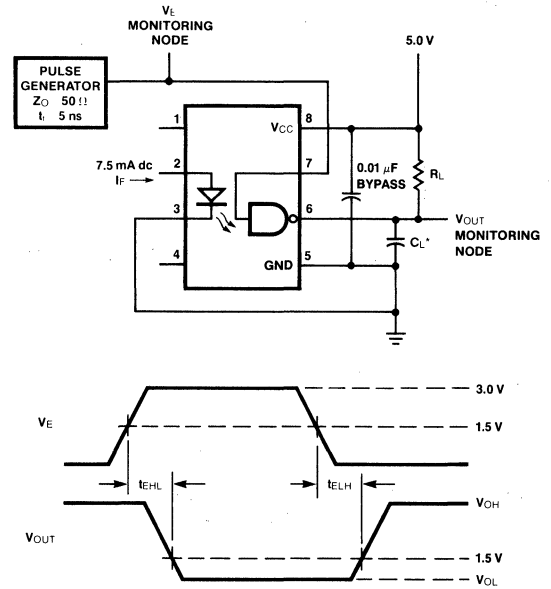 VE
MONITORING
NODE
5.0 V
PULSE
GENERATOR
ZO 50 Ω
tr 5 ns
1
8
VCC
7.5 mA dc
IF →
2
7
0.01 µF
BYPASS
RL
3
6
VOUT
MONITORING
NODE
CL*
4
GND
5
3.0 V
VE
1.5 V
tEHL
tELH
VOH
VOUT
1.5 V
VOL